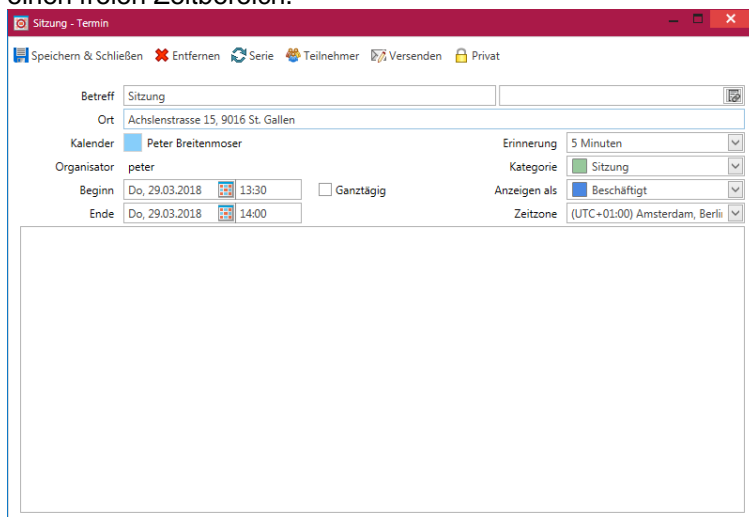 einen freien Zeitbereich.
Sitzung - Termin
Speichern & Schließen Entfernen Serie Teilnehmer Versenden Privat
Betreff Sitzung
Ort Achslenstrasse 15, 9016 St. Gallen
Kalender Peter Breitenmoser Erinnerung 5 Minuten
Organisator peter Kategorie Sitzung
Beginn Do, 29.03.2018 13:30 Ganztägig Anzeigen als Beschäftigt
Ende Do, 29.03.2018 14:00 Zeitzone (UTC+01:00) Amsterdam, Berli